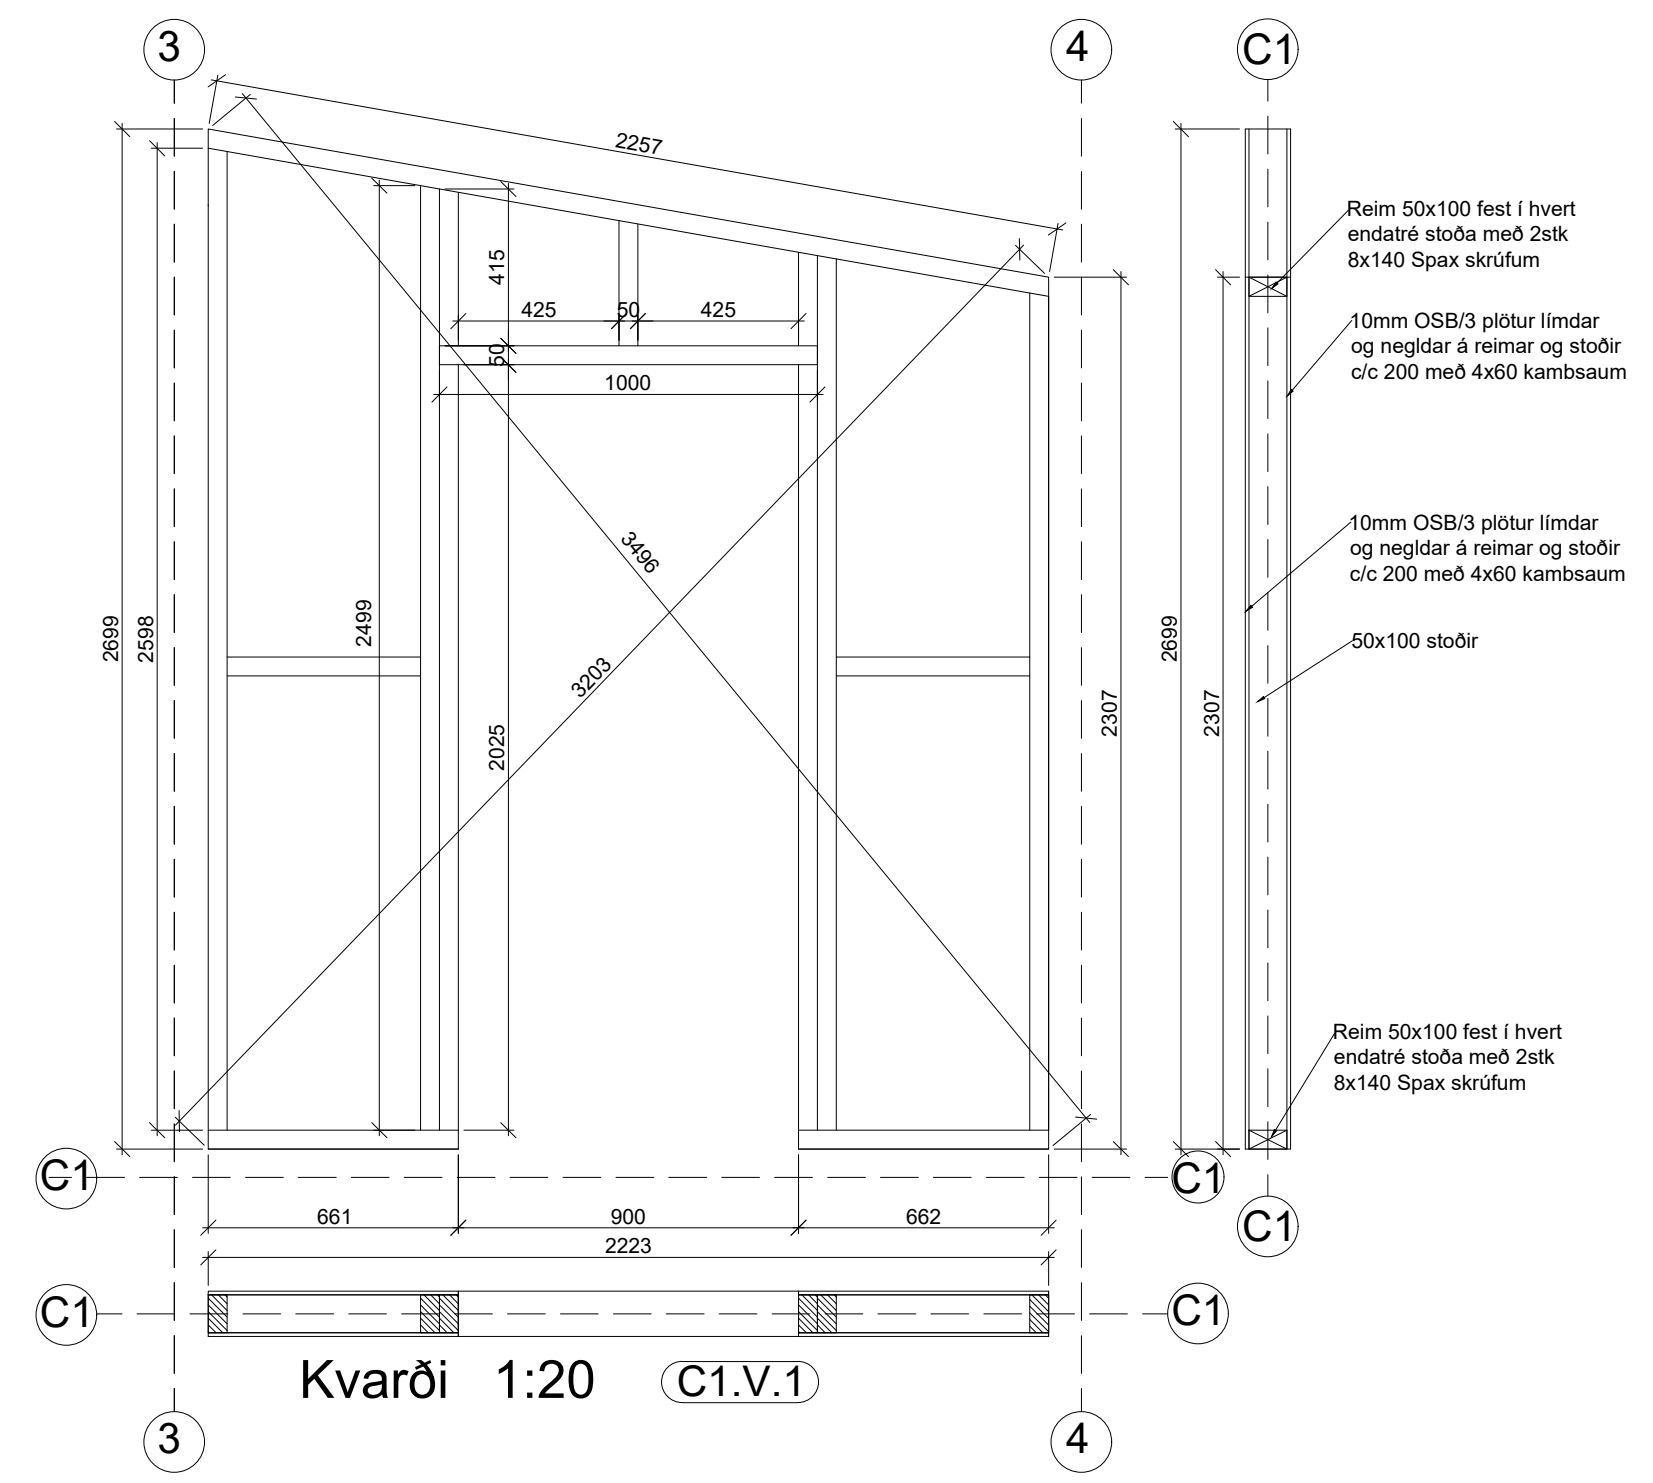 3
4
C1
2257
Reim 50x100 fest í hvert
endatré stoða með 2stk
8x140 Spax skrúfum
415
425
50
425
50
1000
10mm OSB/3 plötur límdar
og negldar á reimar og stoðir
c/c 200 með 4x60 kambsaum
3496
10mm OSB/3 plötur límdar
og negldar á reimar og stoðir
c/c 200 með 4x60 kambsaum
2699
2598
2499
3203
2025
2307
2699
2307
50x100 stoðir
Reim 50x100 fest í hvert
endatré stoða með 2stk
8x140 Spax skrúfum
C1
C1
C1
661
900
662
2223
C1
C1
Kvarði 1:20
C1.V.1
3
4